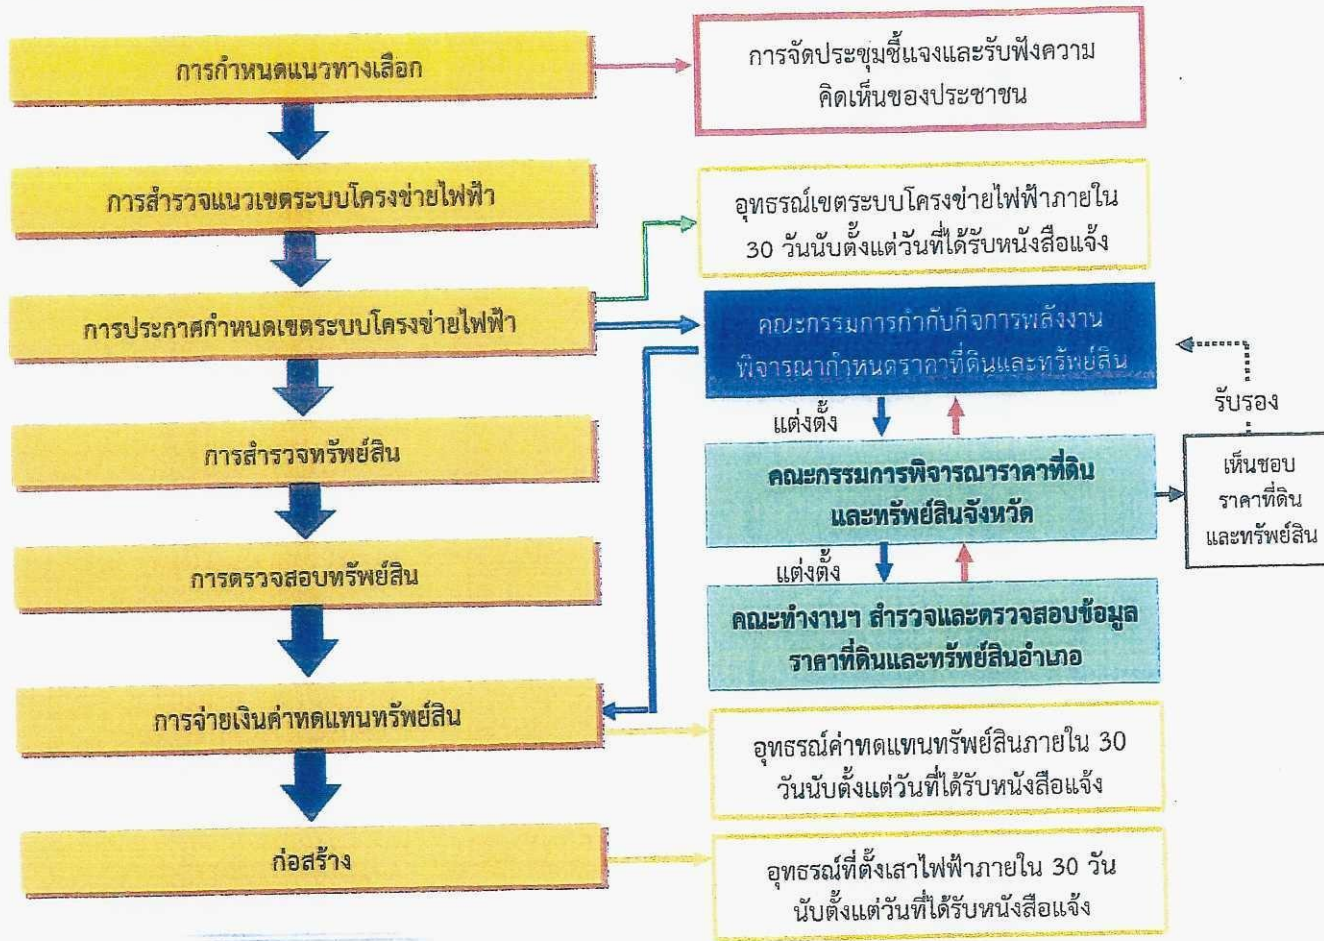 การกำหนดแนวทางเลือก
การจัดประชุมชี้แจงและรับฟังความ
คิดเห็นของประชาชน
การสำรวจแนวเขตระบบโครงข่ายไฟฟ้า
อุทธรณ์เขตระบบโครงข่ายไฟฟ้าภายใน
30 วันนับตั้งแต่วันที่ได้รับหนังสือแจ้ง
การประกาศกำหนดเขตระบบโครงข่ายไฟฟ้า
คณะกรรมการกำกับกิจการพลังงาน
พิจารณากำหนดราคาที่ดินและทรัพย์สิน
แต่งตั้ง
รับรอง
การสำรวจทรัพย์สิน
คณะกรรมการพิจารณาราคาที่ดิน
และทรัพย์สินจังหวัด
เห็นชอบ
ราคาที่ดิน
และทรัพย์สิน
แต่งตั้ง
การตรวจสอบทรัพย์สิน
คณะทำงานฯ สำรวจและตรวจสอบข้อมูล
ราคาที่ดินและทรัพย์สินอำเภอ
การจ่ายเงินค่าทดแทนทรัพย์สิน
อุทธรณ์ค่าทดแทนทรัพย์สินภายใน 30
วันนับตั้งแต่วันที่ได้รับหนังสือแจ้ง
ก่อสร้าง
อุทธรณ์ที่ตั้งเสาไฟฟ้าภายใน 30 วัน
นับตั้งแต่วันที่ได้รับหนังสือแจ้ง